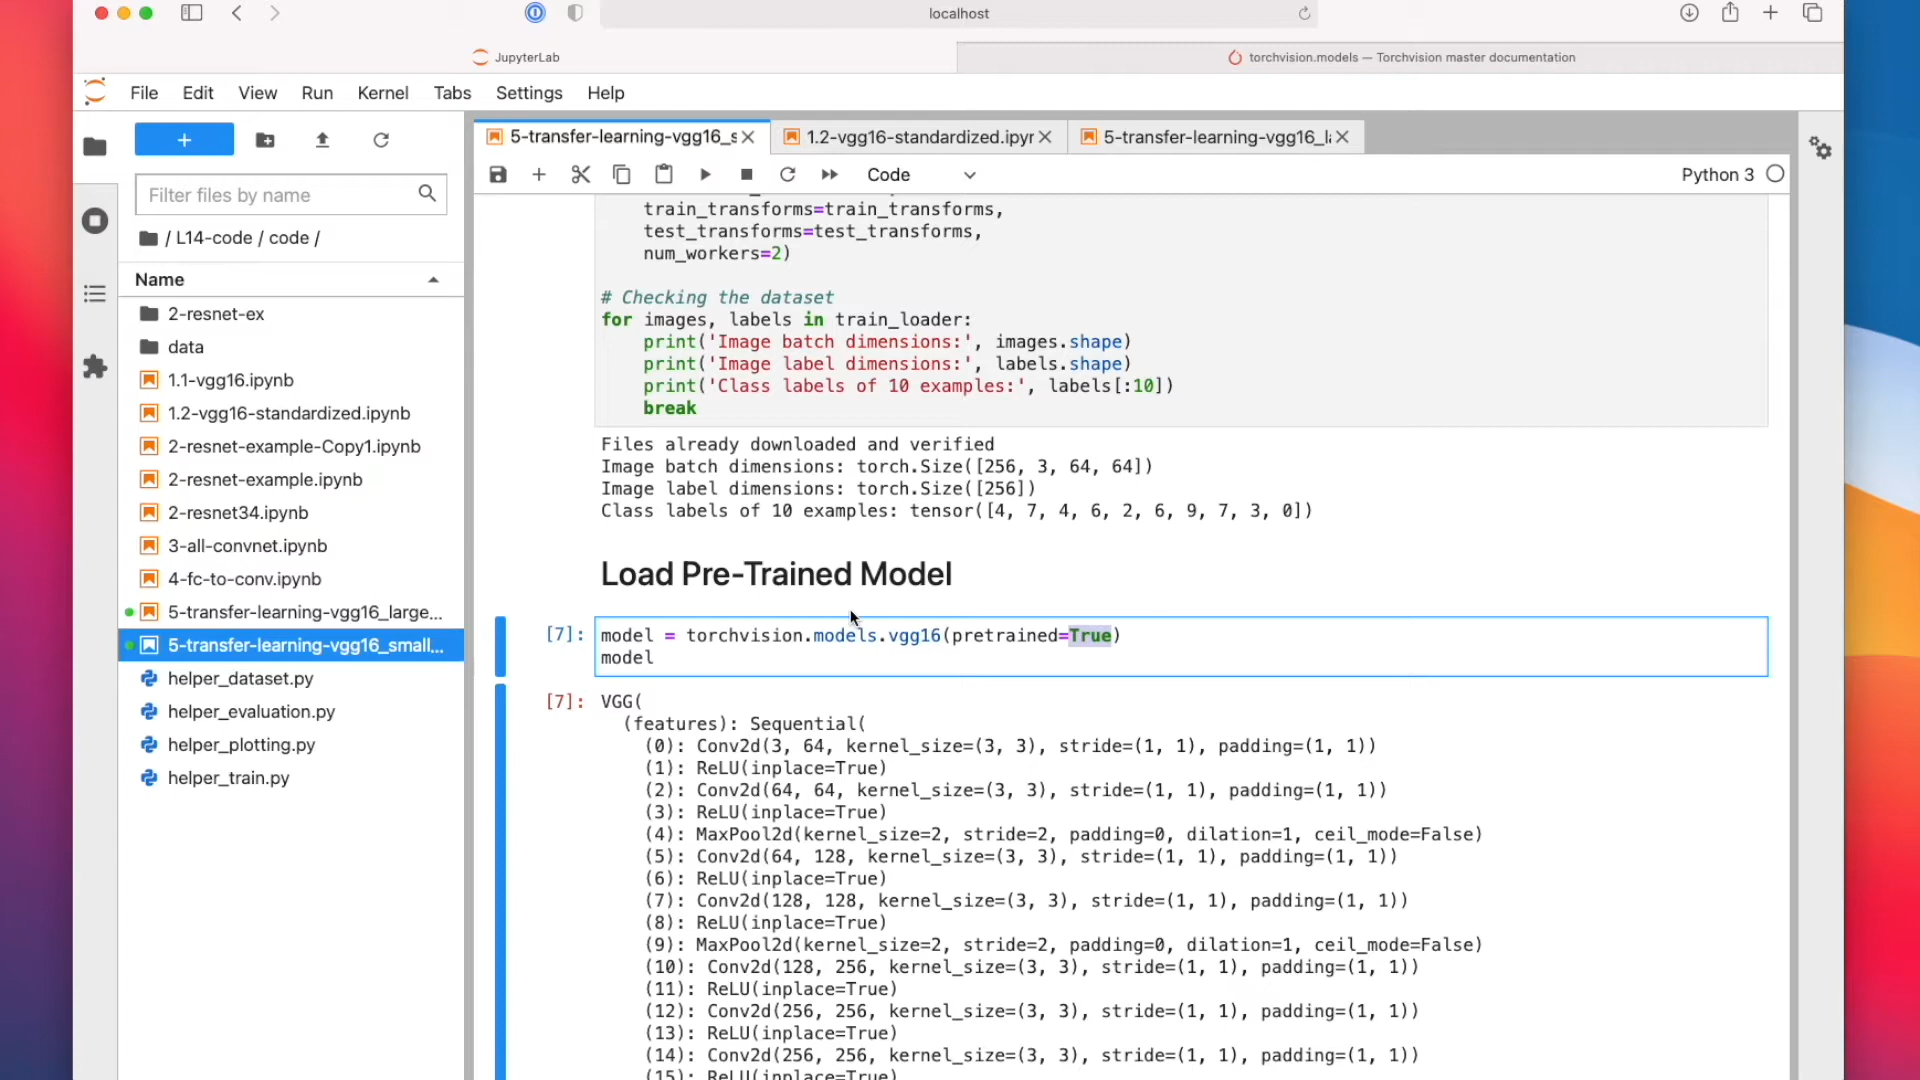 localhost
JupyterLab
torchvision.models — Torchvision master documentation
File Edit View Run Kernel Tabs Settings Help
5-transfer-learning-vgg16_s
1.2-vgg16-standardized.ipyr
5-transfer-learning-vgg16_l
Filter files by name
Code
Python 3
/ L14-code / code /
Name
2-resnet-ex
data
1.1-vgg16.ipynb
1.2-vgg16-standardized.ipynb
2-resnet-example-Copy1.ipynb
2-resnet-example.ipynb
2-resnet34.ipynb
3-all-convnet.ipynb
4-fc-to-conv.ipynb
5-transfer-learning-vgg16_large...
5-transfer-learning-vgg16_small...
helper_dataset.py
helper_evaluation.py
helper_plotting.py
helper_train.py
train_transforms=train_transforms,
test_transforms=test_transforms,
num_workers=2)
# Checking the dataset
for images, labels in train_loader:
print('Image batch dimensions:', images.shape)
print('Image label dimensions:', labels.shape)
print('Class labels of 10 examples:', labels[:10])
break
Files already downloaded and verified
Image batch dimensions: torch.Size([256, 3, 64, 64])
Image label dimensions: torch.Size([256])
Class labels of 10 examples: tensor([4, 7, 4, 6, 2, 6, 9, 7, 3, 0])
Load Pre-Trained Model
[7]: model = torchvision.models.vgg16(pretrained=True)
model
[7]: VGG(
(features): Sequential(
(0): Conv2d(3, 64, kernel_size=(3, 3), stride=(1, 1), padding=(1, 1))
(1): ReLU(inplace=True)
(2): Conv2d(64, 64, kernel_size=(3, 3), stride=(1, 1), padding=(1, 1))
(3): ReLU(inplace=True)
(4): MaxPool2d(kernel_size=2, stride=2, padding=0, dilation=1, ceil_mode=False)
(5): Conv2d(64, 128, kernel_size=(3, 3), stride=(1, 1), padding=(1, 1))
(6): ReLU(inplace=True)
(7): Conv2d(128, 128, kernel_size=(3, 3), stride=(1, 1), padding=(1, 1))
(8): ReLU(inplace=True)
(9): MaxPool2d(kernel_size=2, stride=2, padding=0, dilation=1, ceil_mode=False)
(10): Conv2d(128, 256, kernel_size=(3, 3), stride=(1, 1), padding=(1, 1))
(11): ReLU(inplace=True)
(12): Conv2d(256, 256, kernel_size=(3, 3), stride=(1, 1), padding=(1, 1))
(13): ReLU(inplace=True)
(14): Conv2d(256, 256, kernel_size=(3, 3), stride=(1, 1), padding=(1, 1))
(15): ReLU(inplace=True)